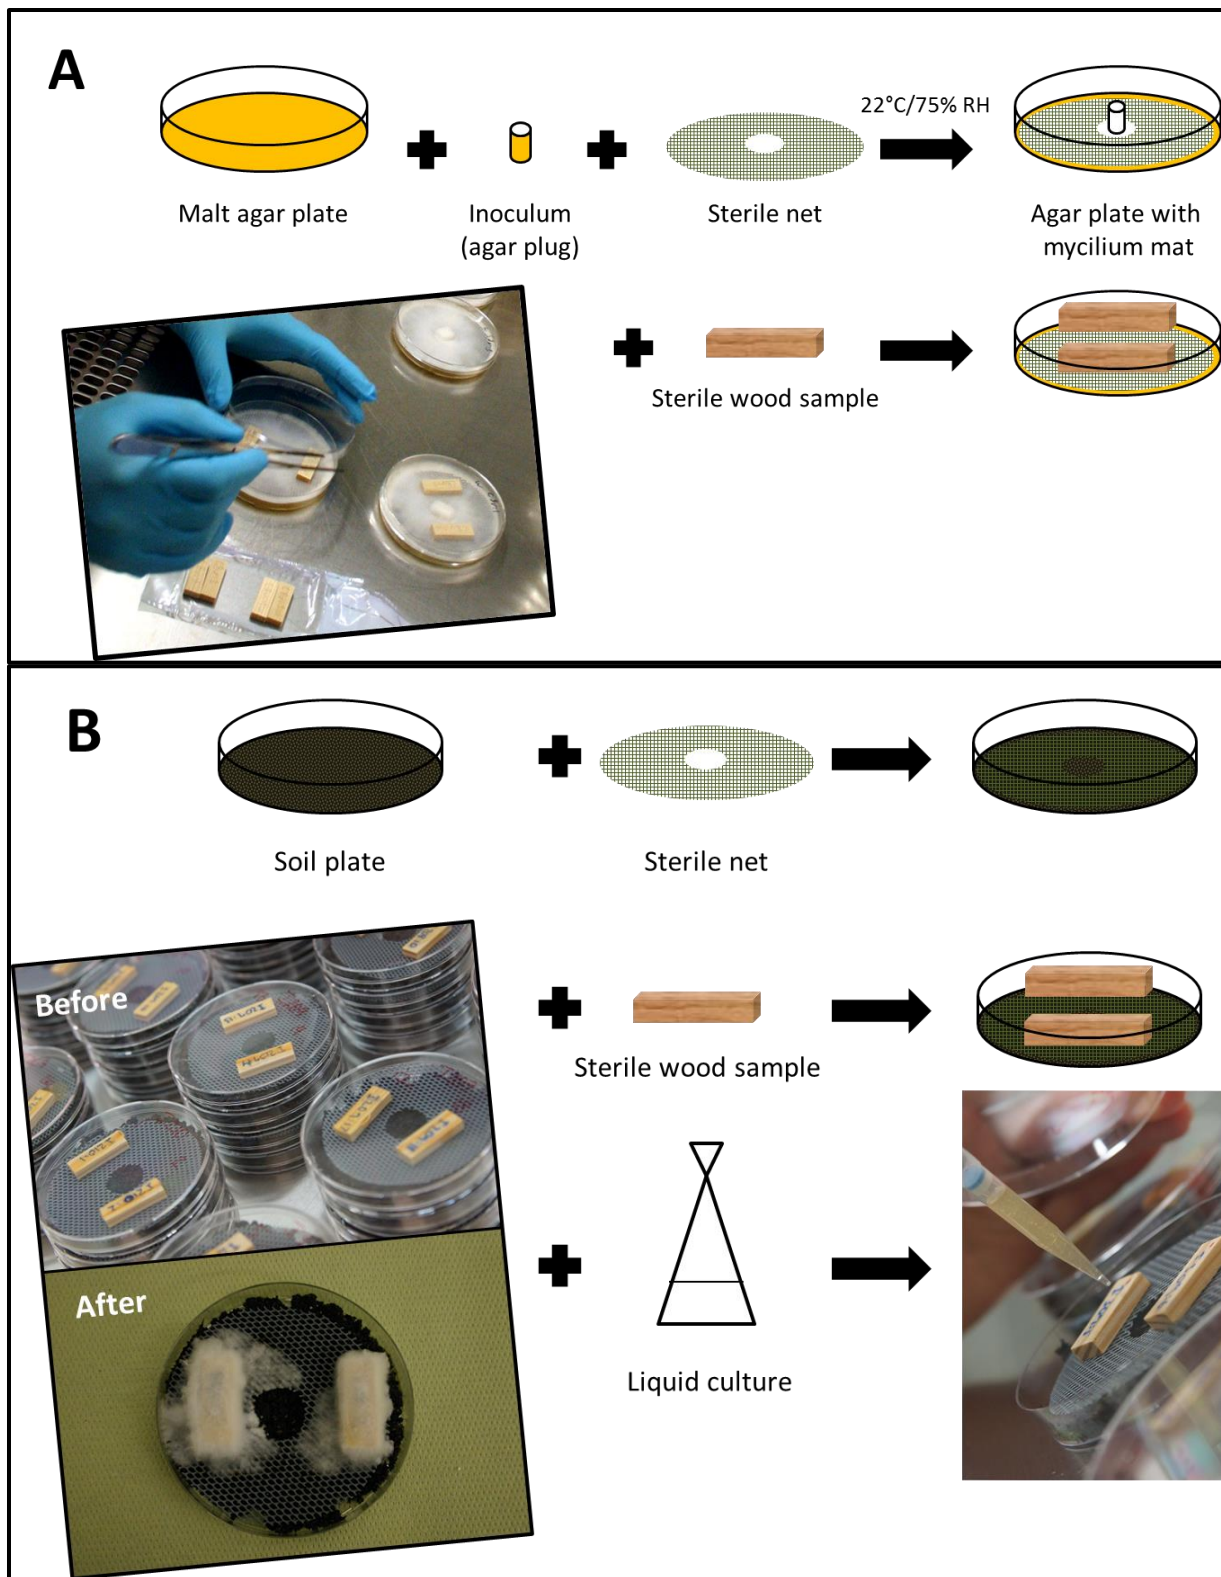 A
22°C/75% RH
Malt agar plate
Inoculum
(agar plug)
Sterile net
Agar plate with
mycilium mat
Sterile wood sample
B
Soil plate
Sterile net
Before
Sterile wood sample
After
Liquid culture